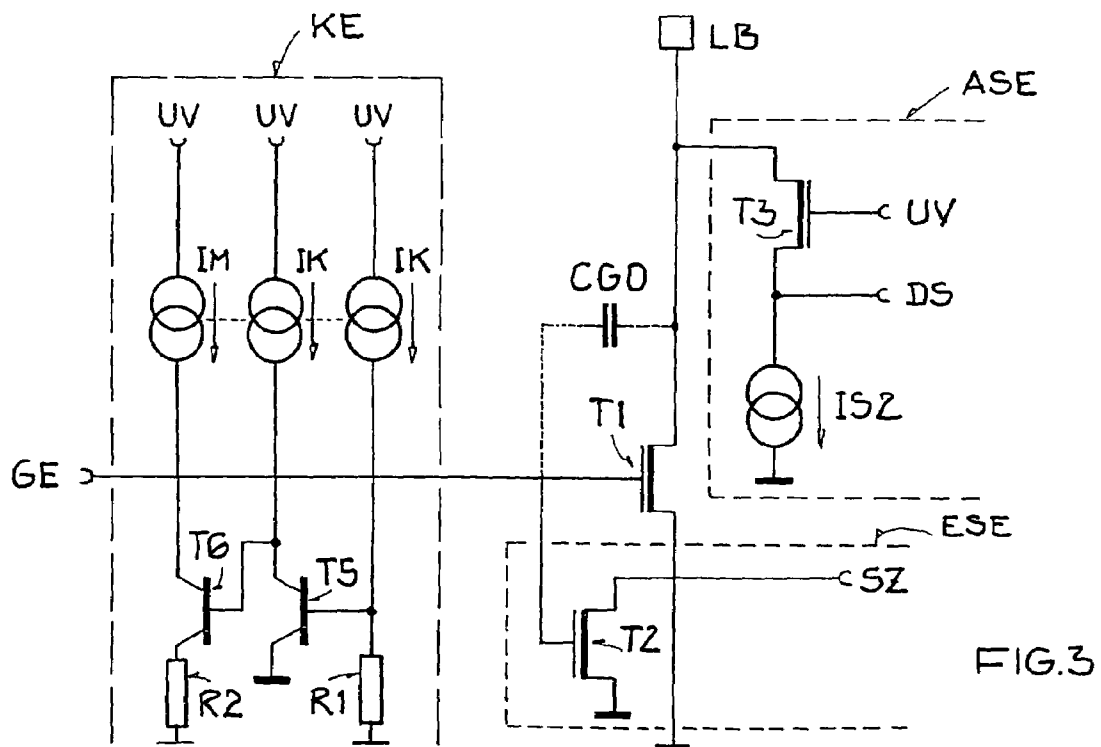 KE
LB
ASE
UV UV UV
T3
UV
IM IK IK
CGD
DS
T1
IS2
GE
ESE
T6
T5
SZ
T2
R2
R1
FIG.3